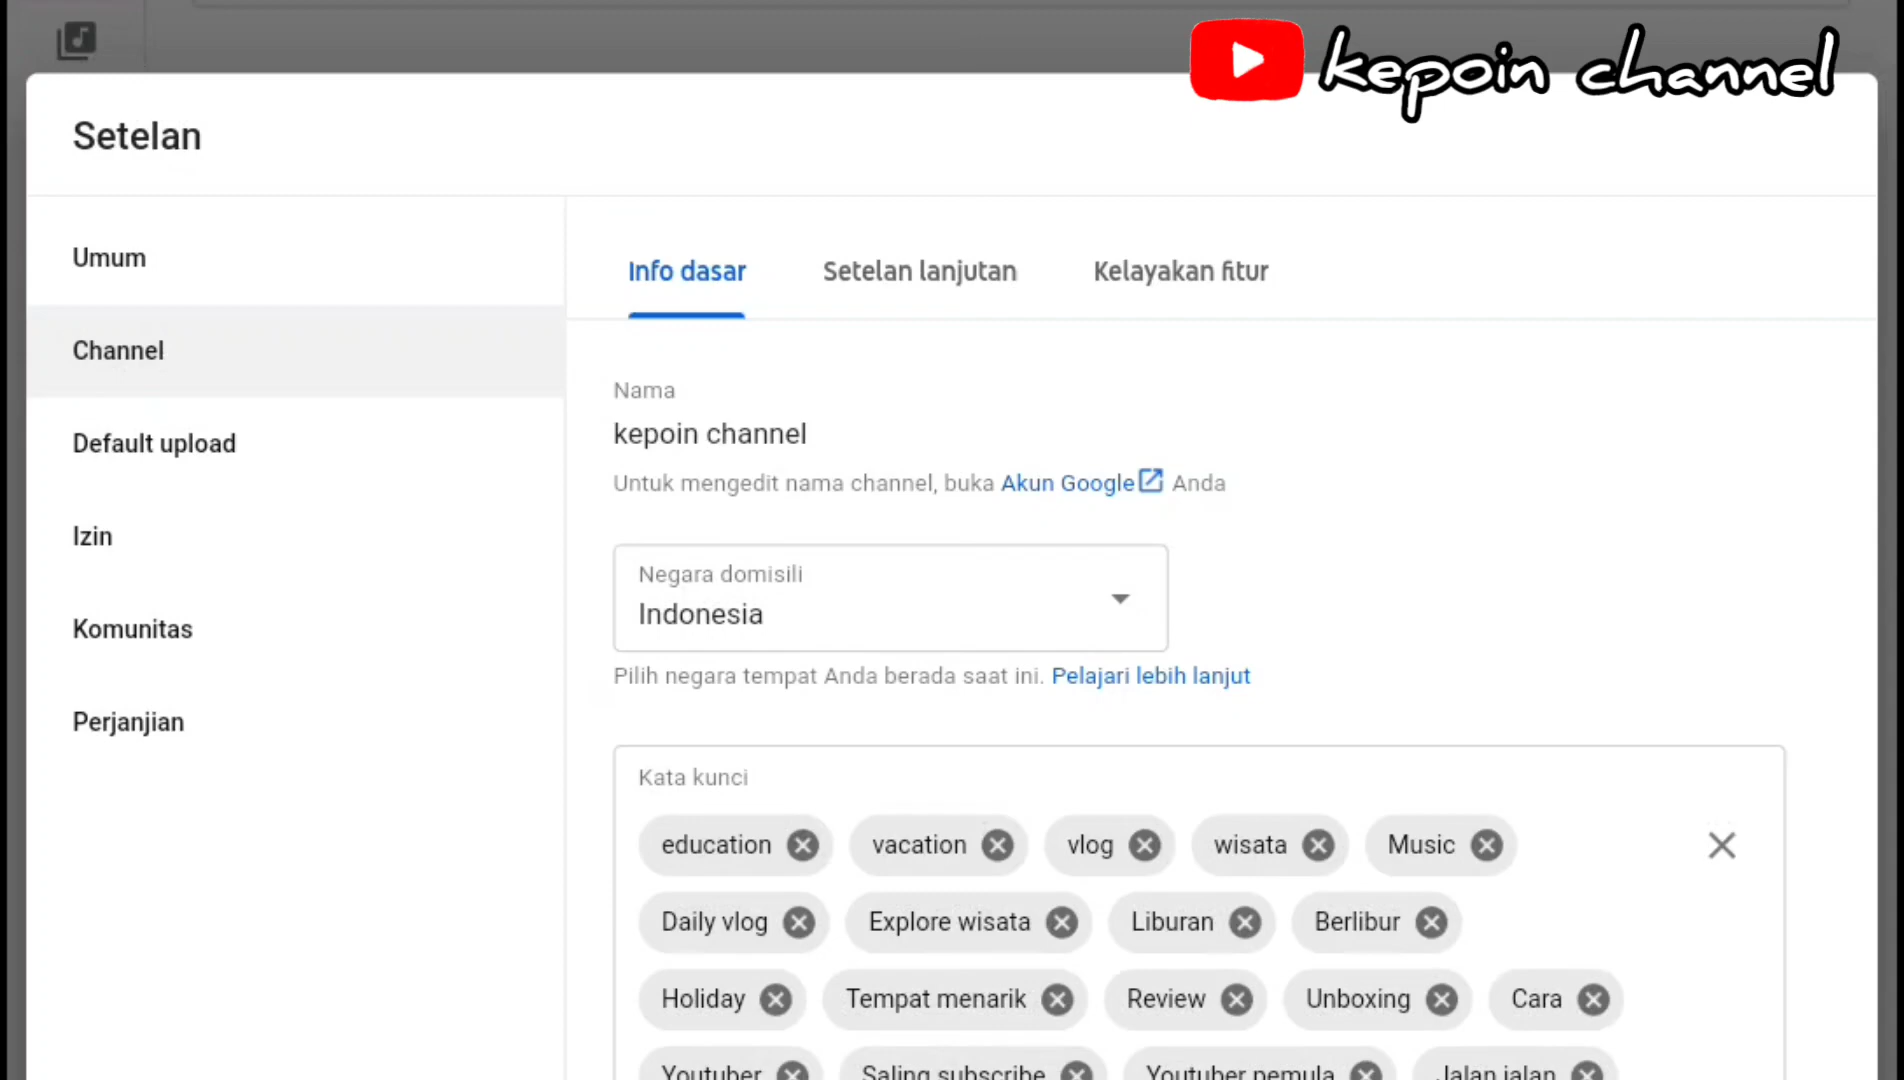 kepoin channel
Setelan
Umum
Channel
Default upload
Izin
Komunitas
Perjanjian
Info dasar Setelan lanjutan Kelayakan fitur
Nama
kepoin channel
Untuk mengedit nama channel, buka Akun Google Anda
Negara domisili
Indonesia
Pilih negara tempat Anda berada saat ini. Pelajari lebih lanjut
Kata kunci
education vacation vlog wisata Music
Daily vlog Explore wisata Liburan Berlibur
Holiday Tempat menarik Review Unboxing Cara
Youtuber Saling subscribe Youtuber pemula Jalan jalan